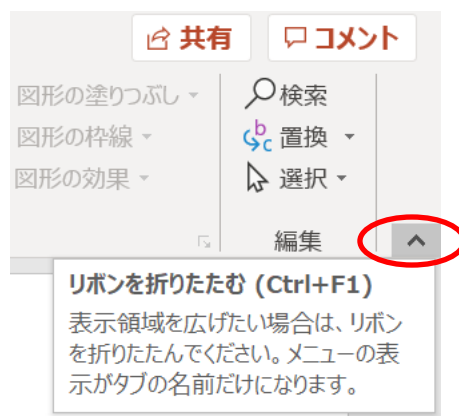 共有 コメント
図形の塗りつぶし 検索
図形の枠線 置換
図形の効果 選択
編集
リボンを折りたたむ (Ctrl+F1)
表示領域を広げたい場合は、リボン
を折りたたんでください。メニューの表
示がタブの名前だけになります。